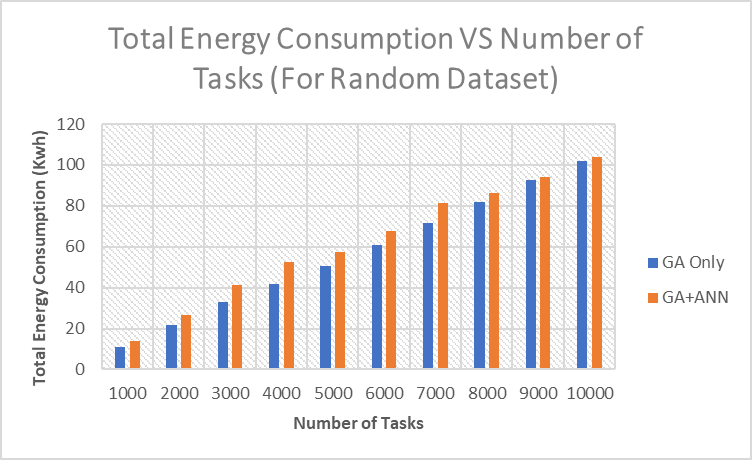 Total Energy Consumption VS Number of
Tasks (For Random Dataset)
Total Energy Consumption (Kwh)
120
100
80
60
40
20
0
1000 2000 3000 4000 5000 6000 7000 8000 9000 10000
Number of Tasks
GA Only
GA+ANN